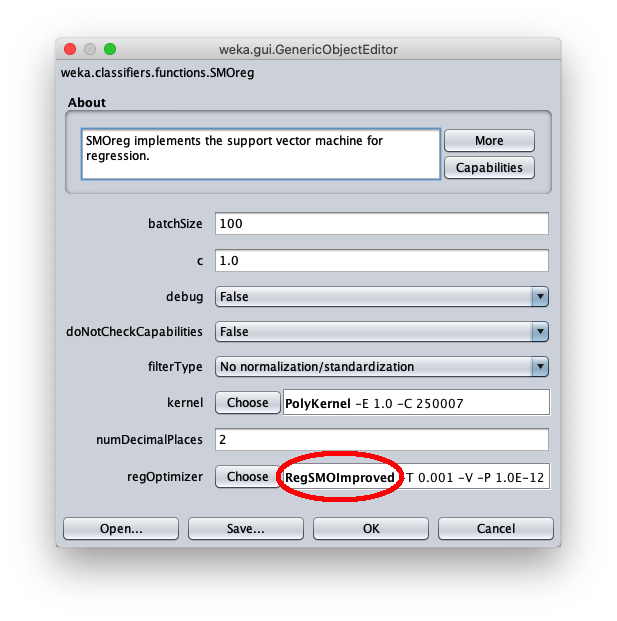 weka.gui.GenericObjectEditor
weka.classifiers.functions.SMOreg
About
SMOreg implements the support vector machine for
regression.
More
Capabilities
batchSize 100
c 1.0
debug False
doNotCheckCapabilities False
filterType No normalization/standardization
kernel Choose PolyKernel -E 1.0 -C 250007
numDecimalPlaces 2
regOptimizer Choose RegSMOImproved -T 0.001 -V -P 1.0E-12
Open... Save... OK Cancel